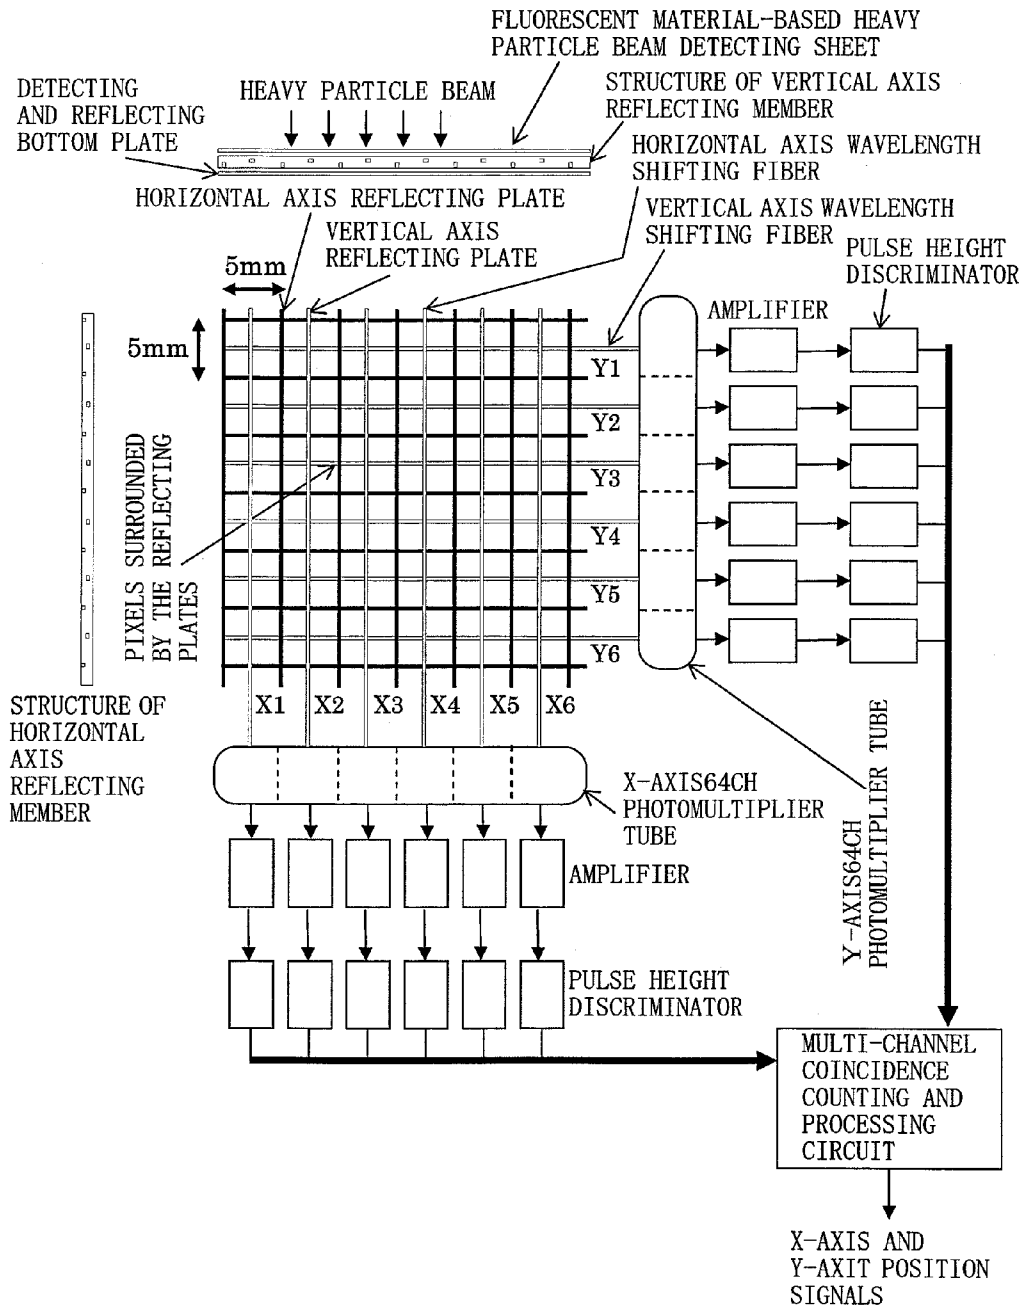 FLUORESCENT MATERIAL-BASED HEAVY
PARTICLE BEAM DETECTING SHEET
DETECTING
AND REFLECTING
BOTTOM PLATE
HEAVY PARTICLE BEAM
STRUCTURE OF VERTICAL AXIS
REFLECTING MEMBER
HORIZONTAL AXIS WAVELENGTH
SHIFTING FIBER
HORIZONTAL AXIS REFLECTING PLATE
VERTICAL AXIS
REFLECTING PLATE
VERTICAL AXIS WAVELENGTH
SHIFTING FIBER
PULSE HEIGHT
DISCRIMINATOR
5mm
AMPLIFIER
5mm
Y1
Y2
Y3
Y4
Y5
Y6
PIXELS SURROUNDED
BY THE REFLECTING
PLATES
X1
X2
X3
X4
X5
X6
STRUCTURE OF
HORIZONTAL
AXIS
REFLECTING
MEMBER
X-AXIS64CH
PHOTOMULTIPLIER
TUBE
Y-AXIS64CH
PHOTOMULTIPLIER TUBE
AMPLIFIER
PULSE HEIGHT
DISCRIMINATOR
MULTI-CHANNEL
COINCIDENCE
COUNTING AND
PROCESSING
CIRCUIT
X-AXIS AND
Y-AXIT POSITION
SIGNALS